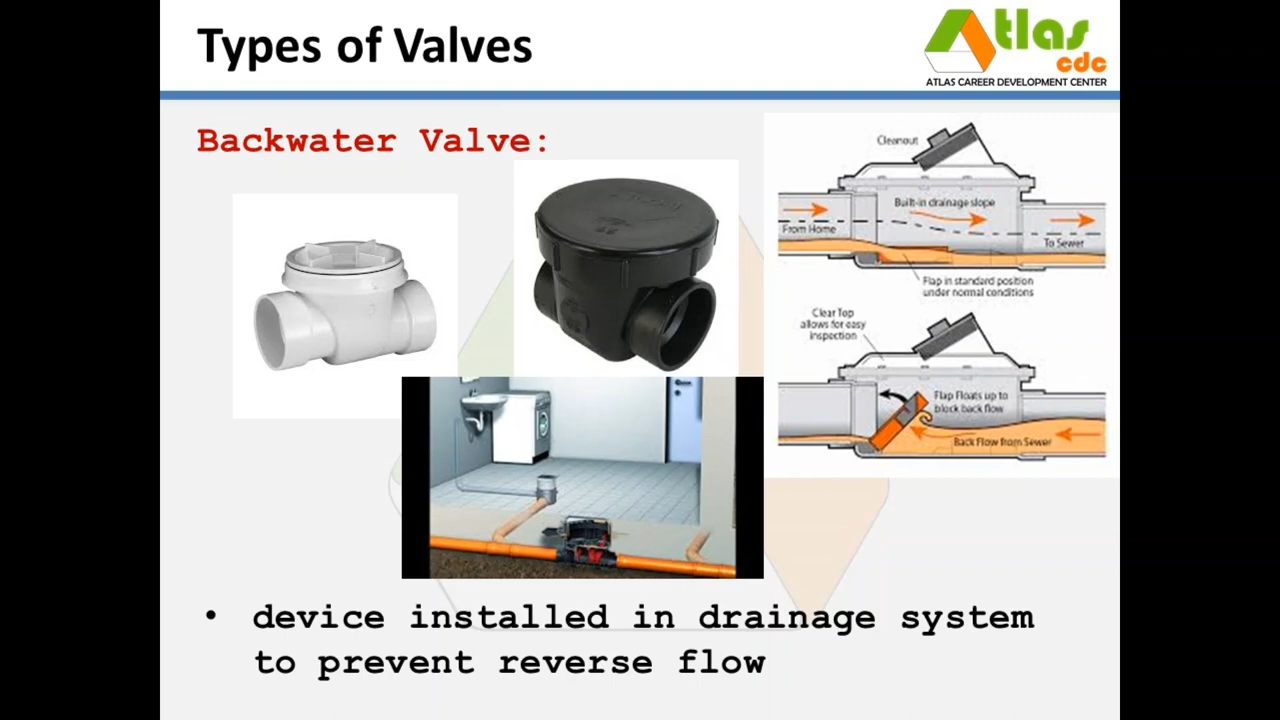 Types of Valves
Atlas
cdc
ATLAS CAREER DEVELOPMENT CENTER
Backwater Valve:
Cleanout
Built-in drainage slope
From Home
To Sewer
Flap in standard position
under normal conditions
Clear Top
allows for easy
inspection
Flap Floats up to
block back flow
Back Flow from Sewer
• device installed in drainage system
to prevent reverse flow